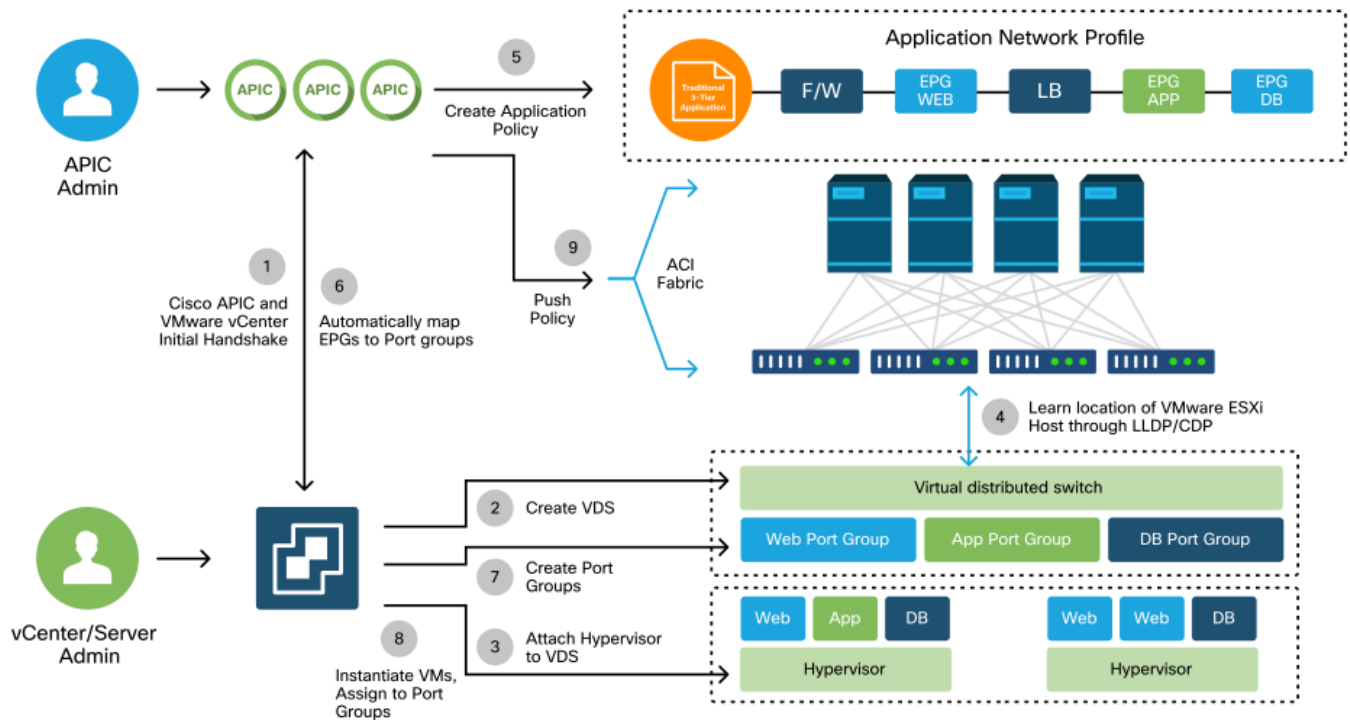 Application Network Profile
5
APIC
APIC
APIC
Create Application
Policy
Traditional
3-Tier
Application
F/W
EPG
WEB
LB
EPG
APP
EPG
DB
APIC
Admin
1
Cisco APIC and
VMware vCenter
Initial Handshake
6
Automatically map
EPGs to Port groups
9
Push
Policy
ACI
Fabric
4
Learn location of VMware ESXi
Host through LLDP/CDP
vCenter/Server
Admin
2
Create VDS
7
Create Port
Groups
8
Instantiate VMs,
Assign to Port
Groups
3
Attach Hypervisor
to VDS
Virtual distributed switch
Web Port Group
App Port Group
DB Port Group
Web
App
DB
Hypervisor
Web
Web
DB
Hypervisor